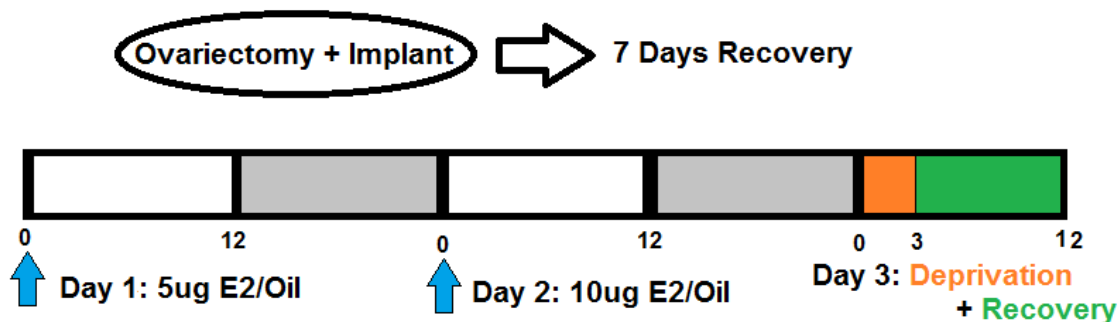 Ovariectomy + Implant
7 Days Recovery
0 12 0 12 0 3 12
Day 1: 5ug E2/Oil
Day 2: 10ug E2/Oil
Day 3: Deprivation
+ Recovery